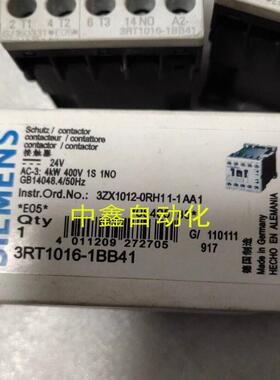 2 T1 4 T2 6 T3 14 NO A2-
*E05*
3RT1016-1BB41
SIEMENS
Schütz / contactor
contacteur / contattore
contactor / kontaktor
接触器
24V
AC-3: 4kW 400V 1S 1NO
GB14048.4/50Hz
Instr.Ord.No.: 3ZX1012-0RH11-1AA1
*E05*
中鑫自动化
Qty
1
G/ 110111
917
4 011209 272705
3RT1016-1BB41
德国制造
MADE IN GERMANY
HECHO EN ALEMANIA